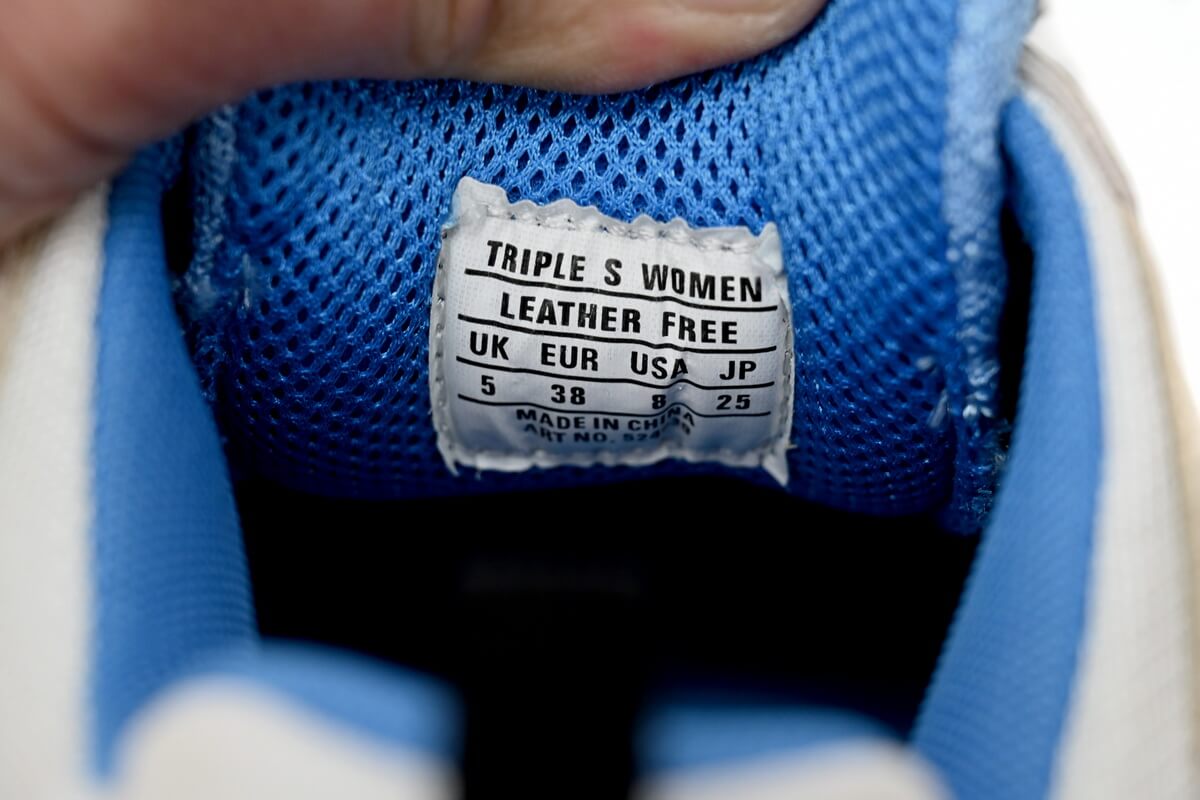 TRIPLE S WOMEN
LEATHER FREE
UK EUR USA JP
5 38 8 25
MADE IN CHINA
ART NO.